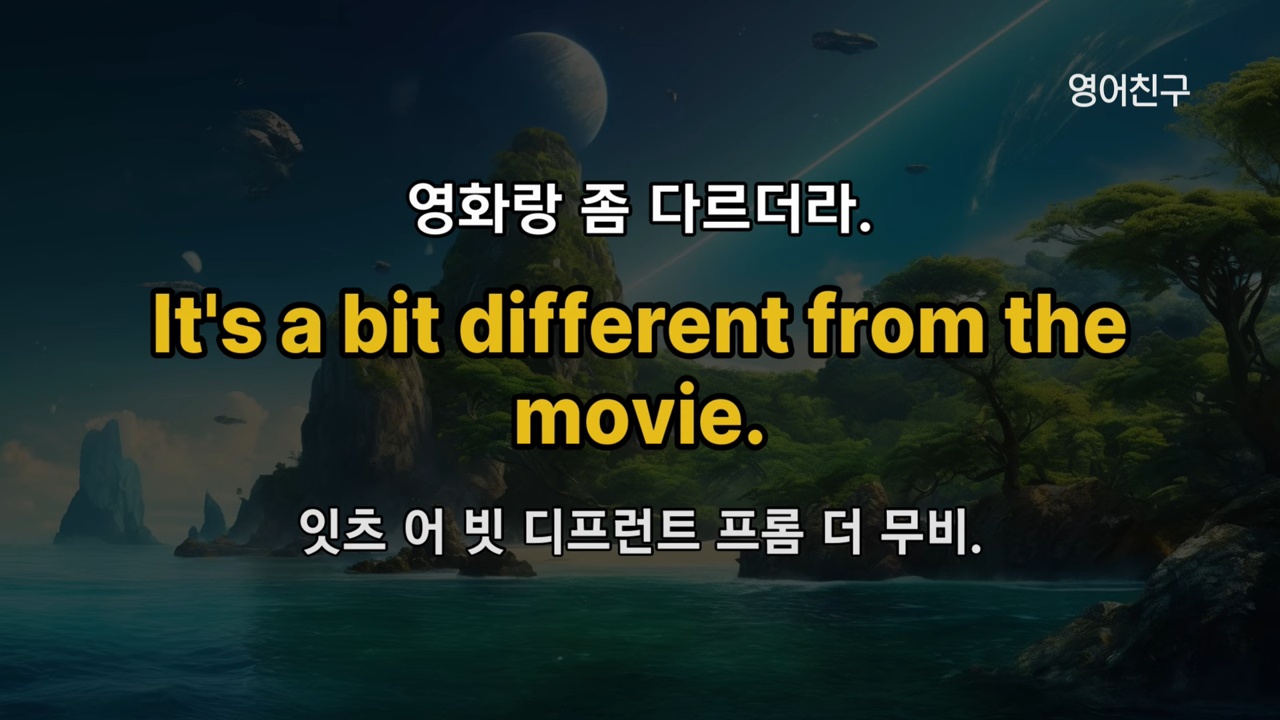 영어친구
영화랑 좀 다르더라.
It's a bit different from the
movie.
잇츠 어 빗 디프런트 프롬 더 무비.